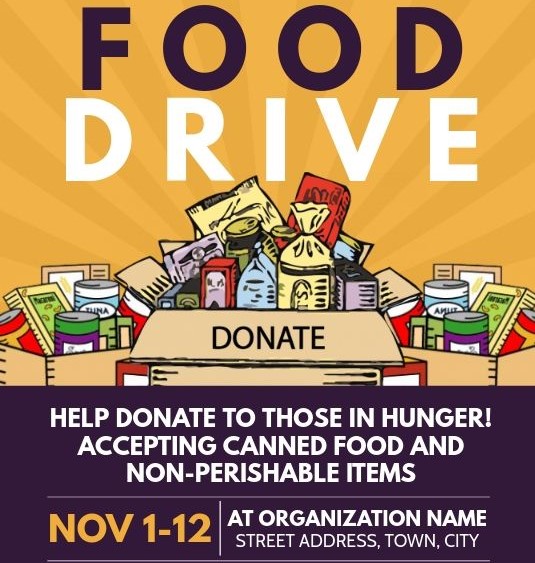 FOOD
DRIVE
TUNA
DONATE
HELP DONATE TO THOSE IN HUNGER!
ACCEPTING CANNED FOOD AND
NON-PERISHABLE ITEMS
NOV 1-12
AT ORGANIZATION NAME
STREET ADDRESS, TOWN, CITY